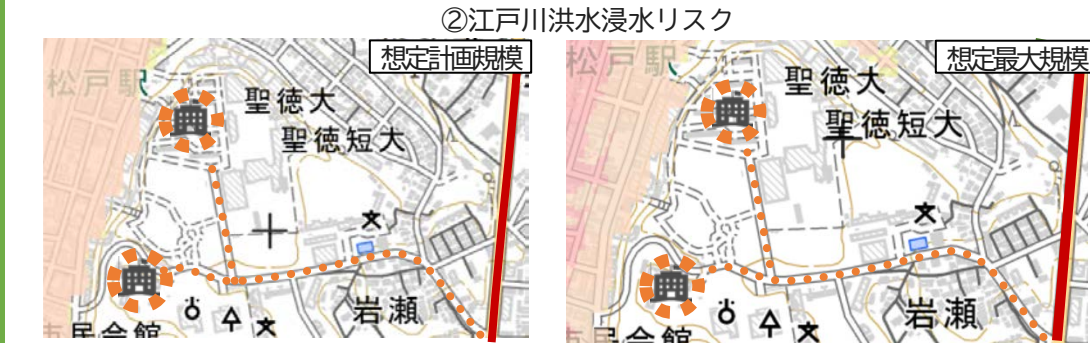 ②江戸川洪水浸水リスク
想定計画規模
松戸駅
聖徳大
聖徳短大
岩瀬
市民会館
想定最大規模
松戸駅
聖徳大
聖徳短大
岩瀬
市民会館